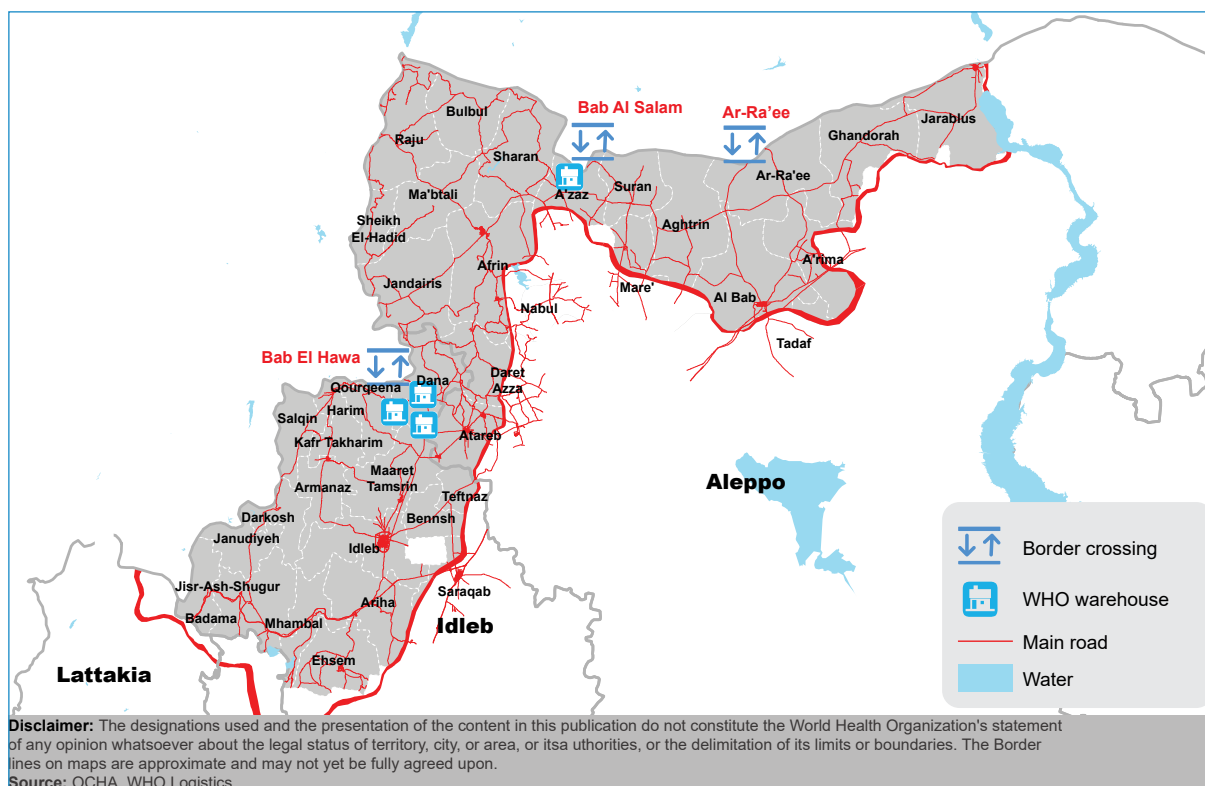 Bab Al Salam
Ar-Ra'ee
Bulbul
Raju
Sharan
Ghandorah
Jarablus
Ar-Ra'ee
Ma'btali
A'zaz
Suran
Sheikh
El-Hadid
Aghtrin
Afrin
A'rima
Jandairis
Mare'
Al Bab
Nabul
Tadaf
Bab El Hawa
Qourqeena
Dana
Daret
Azza
Salqin
Harim
Kafr Takharim
Atareb
Maaret
Tamsrin
Armanaz
Teftnaz
Aleppo
Darkosh
Bennsh
Janudiyeh
Idleb
Jisr-Ash-Shugur
Saraqab
Ariha
Badama
Mhambal
Idleb
Ehsem
Lattakia
Border crossing
WHO warehouse
Main road
Water
Disclaimer: The designations used and the presentation of the content in this publication do not constitute the World Health Organization's statement
of any opinion whatsoever about the legal status of territory, city, or area, or itsa uthorities, or the delimitation of its limits or boundaries. The Border
lines on maps are approximate and may not yet be fully agreed upon.
Source: OCHA, WHO Logistics